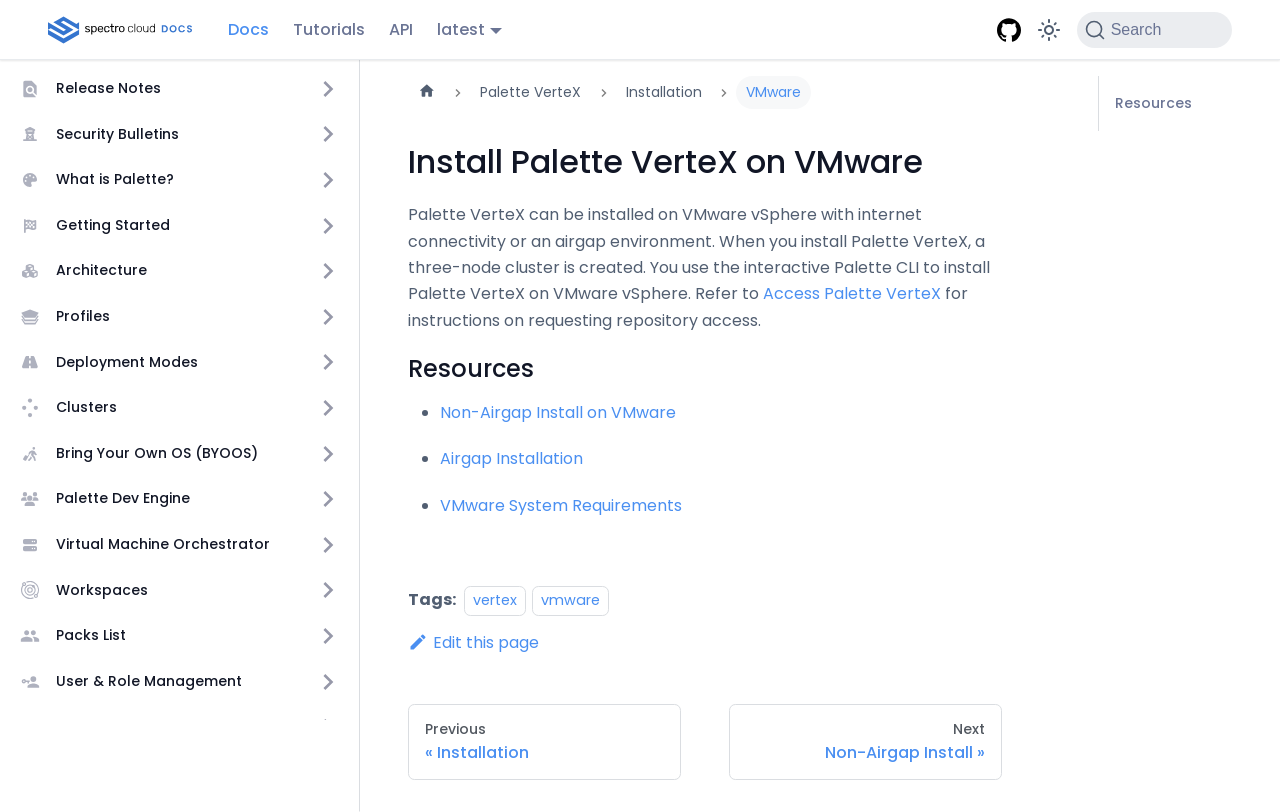 spectro cloud DOCS
Docs
Tutorials
API
latest
Search
Release Notes
Security Bulletins
What is Palette?
Getting Started
Architecture
Profiles
Deployment Modes
Clusters
Bring Your Own OS (BYOOS)
Palette Dev Engine
Virtual Machine Orchestrator
Workspaces
Packs List
User & Role Management
Palette VerteX
Installation
VMware
Install Palette VerteX on VMware
Palette VerteX can be installed on VMware vSphere with internet
connectivity or an airgap environment. When you install Palette VerteX, a
three-node cluster is created. You use the interactive Palette CLI to install
Palette VerteX on VMware vSphere. Refer to Access Palette VerteX for
instructions on requesting repository access.
Resources
Non-Airgap Install on VMware
Airgap Installation
VMware System Requirements
Tags: vertex vmware
Edit this page
Previous
« Installation
Next
Non-Airgap Install »
Resources